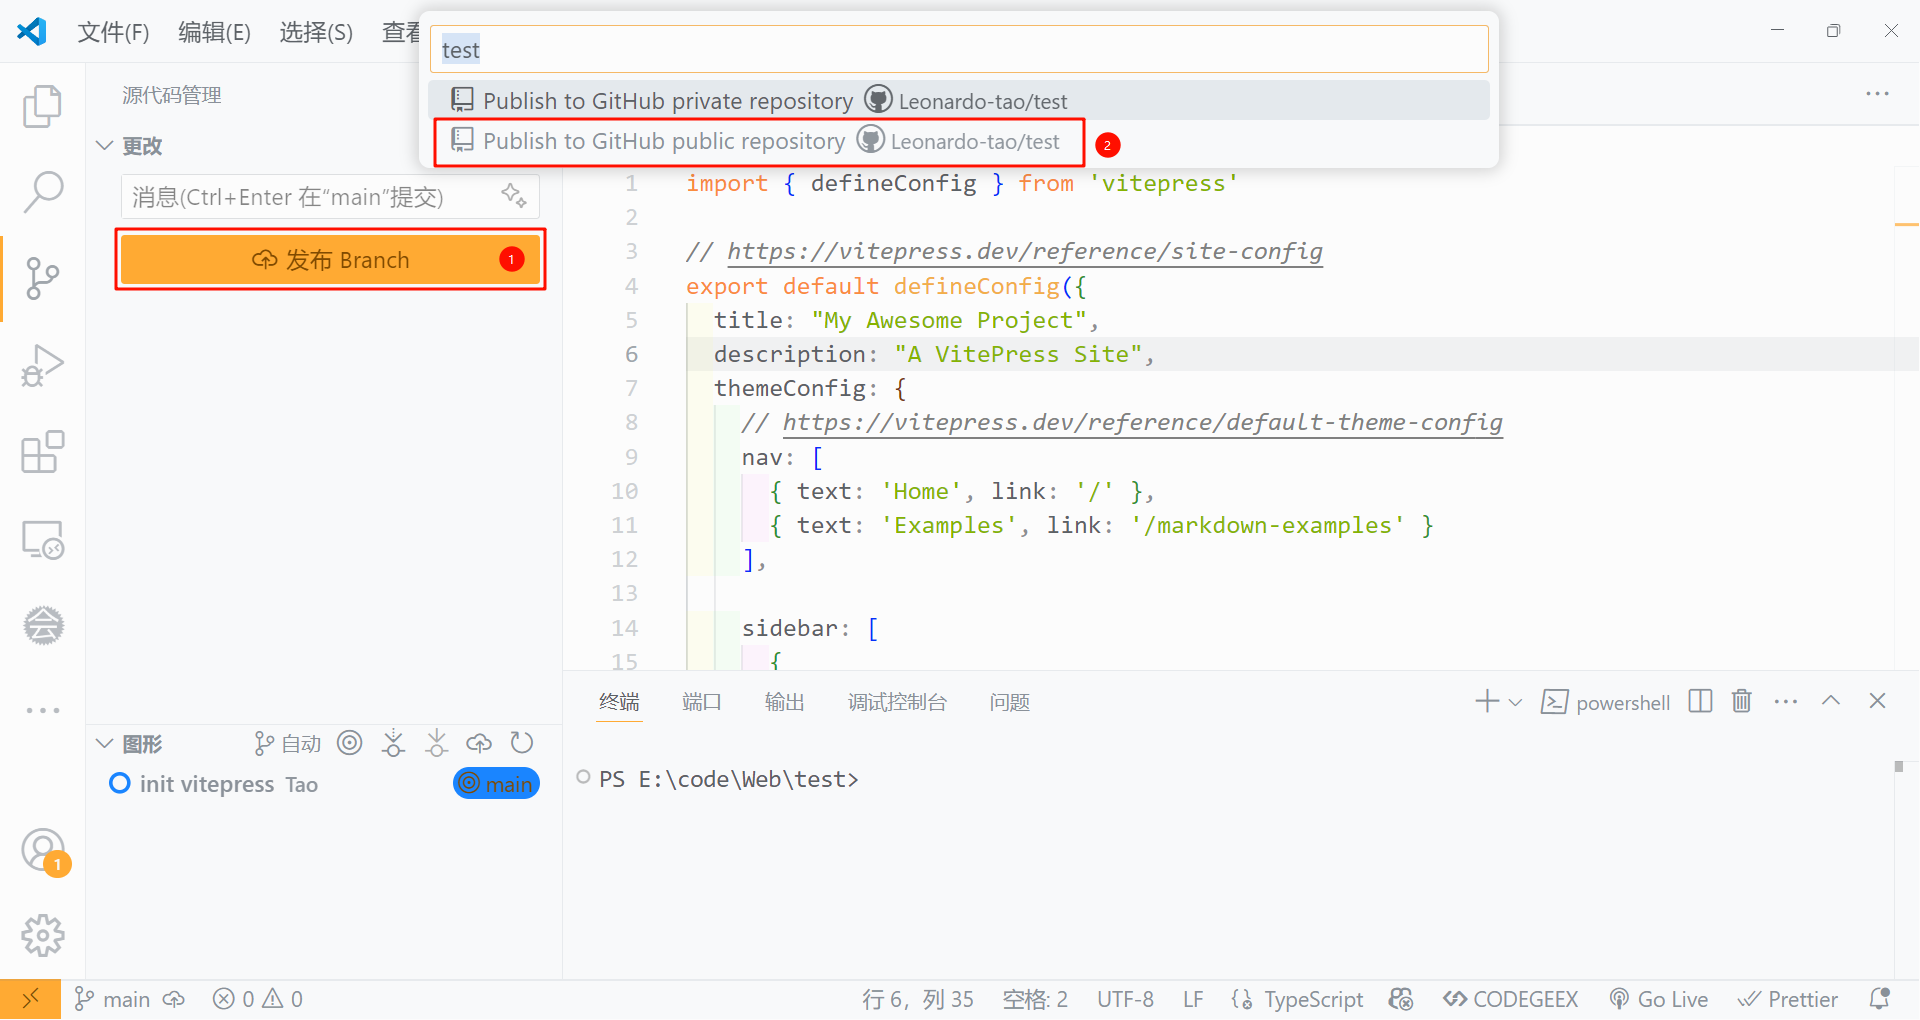 文件(F) 编辑(E) 选择(S) 查看
test
Publish to GitHub private repository Leonardo-tao/test
Publish to GitHub public repository Leonardo-tao/test
2
源代码管理
更改
消息(Ctrl+Enter 在“main”提交)
发布 Branch
1
1 import { defineConfig } from 'vitepress'
2
3 // https://vitepress.dev/reference/site-config
4 export default defineConfig({
5 title: "My Awesome Project",
6 description: "A VitePress Site",
7 themeConfig: {
8 // https://vitepress.dev/reference/default-theme-config
9 nav: [
10 { text: 'Home', link: '/' },
11 { text: 'Examples', link: '/markdown-examples' }
12 ],
13
14 sidebar: [
15 {
图形 自动
init vitepress Tao main
1
终端 端口 输出 调试控制台 问题
powershell
PS E:\code\Web\test>
main 0 0
行 6，列 35 空格: 2 UTF-8 LF TypeScript CODEGEEX Go Live Prettier